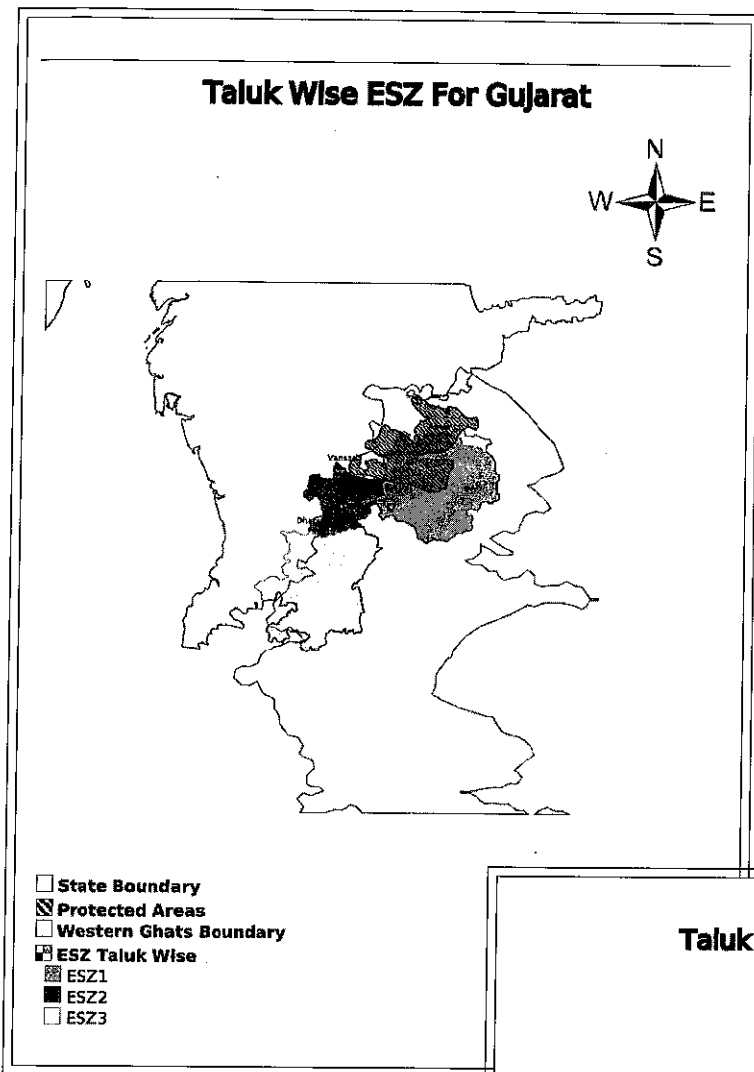 Taluk Wise ESZ For Gujarat
N
W E
S
State Boundary
Protected Areas
Western Ghats Boundary
ESZ Taluk Wise
ESZ1
ESZ2
ESZ3
Taluk